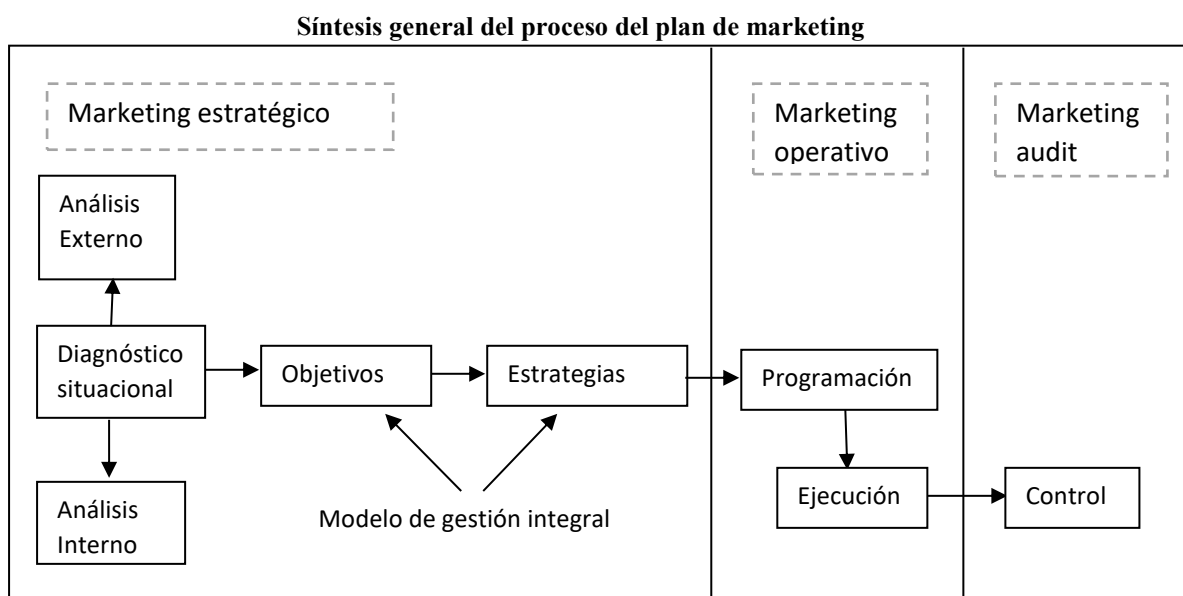 Síntesis general del proceso del plan de marketing
Marketing estratégico
Marketing
operativo
Marketing
audit
Análisis
Externo
Diagnóstico
situacional
Objetivos
Estrategias
Programación
Análisis
Interno
Modelo de gestión integral
Ejecución
Control